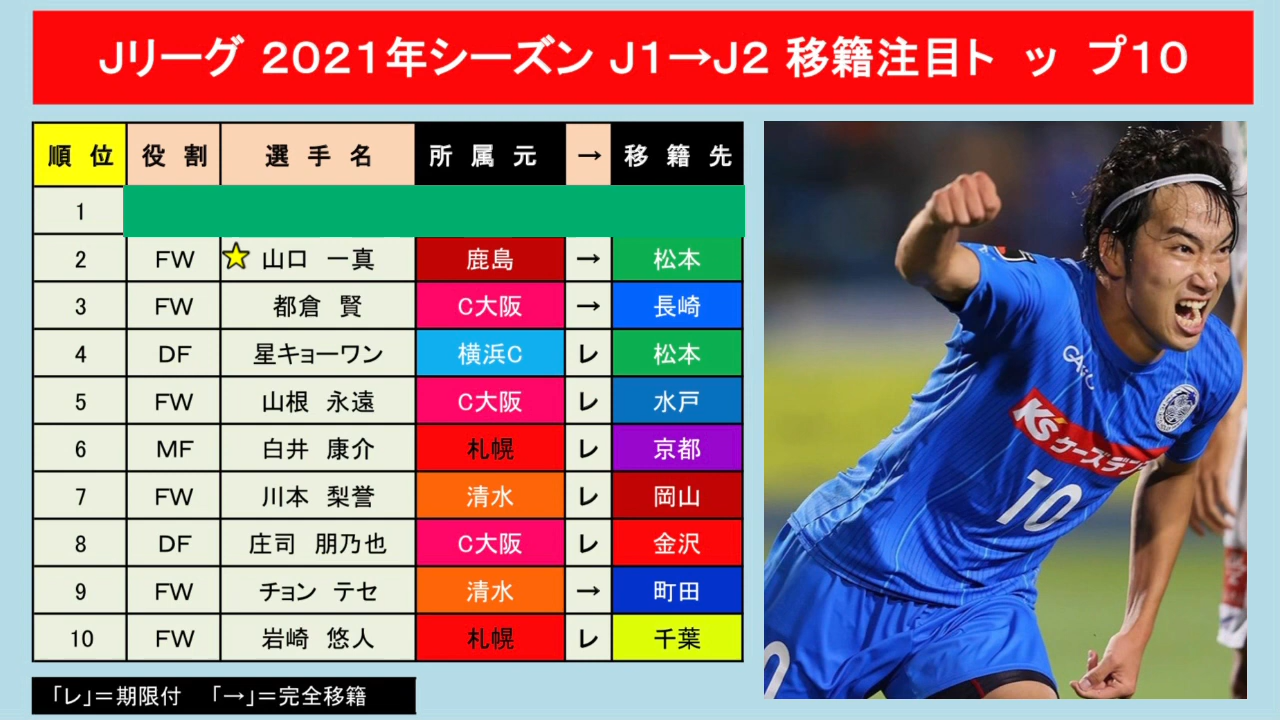 Jリーグ 2021年シーズン J1→J2 移籍注目ト ッ プ10
順 位 役 割 選 手 名 所 属 元 → 移 籍 先
1
2 FW 山口 一真 鹿島 → 松本
3 FW 都倉 賢 C大阪 → 長崎
4 DF 星キョーワン 横浜C レ 松本
5 FW 山根 永遠 C大阪 レ 水戸
6 MF 白井 康介 札幌 レ 京都
7 FW 川本 梨誉 清水 レ 岡山
8 DF 庄司 朋乃也 C大阪 レ 金沢
9 FW チョン テセ 清水 → 町田
10 FW 岩崎 悠人 札幌 レ 千葉
「レ」=期限付 「→」=完全移籍
K's ケーズデンキ
10